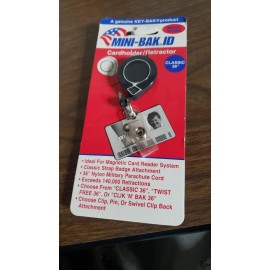 A genuine KEY-BAK® product
MINI-BAK.ID
Cardholder/Retractor
CLASSIC
36"
• Ideal For Magnetic Card Reader System
• Classic Strap Badge Attachment
• 36" Nylon Military Parachute Cord
• Exceeds 140,000 Retractions
• Choose From "CLASSIC 36", "TWIST
FREE 36", Or "CLIK 'N' BAK 36"
• Choose Clip, Pin, Or Swivel Clip Back
Attachment